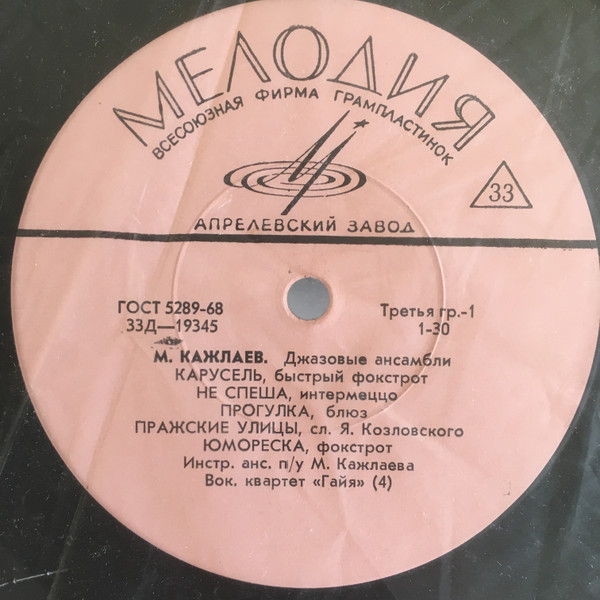 МЕЛОДИЯ
ВСЕСОЮЗНАЯ ФИРМА ГРАМПЛАСТИНОК
33
АПРЕЛЕВСКИЙ ЗАВОД
ГОСТ 5289-68 Третья гр.-1
33Д—19345 1-30
М. КАЖЛАЕВ. Джазовые ансамбли
КАРУСЕЛЬ, быстрый фокстрот
НЕ СПЕША, интермеццо
ПРОГУЛКА, блюз
ПРАЖСКИЕ УЛИЦЫ, сл. Я. Козловского
ЮМОРЕСКА, фокстрот
Инстр. анс. п/у М. Кажлаева
Вок. квартет «Гайя» (4)